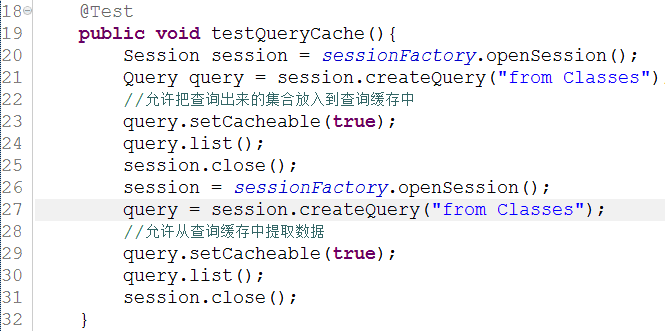 18 @Test
19 public void testQueryCache(){
20 Session session = sessionFactory.openSession();
21 Query query = session.createQuery("from Classes")
22 //允许把查询出来的集合放入到查询缓存中
23 query.setCacheable(true);
24 query.list();
25 session.close();
26 session = sessionFactory.openSession();
27 query = session.createQuery("from Classes");
28 //允许从查询缓存中提取数据
29 query.setCacheable(true);
30 query.list();
31 session.close();
32 }